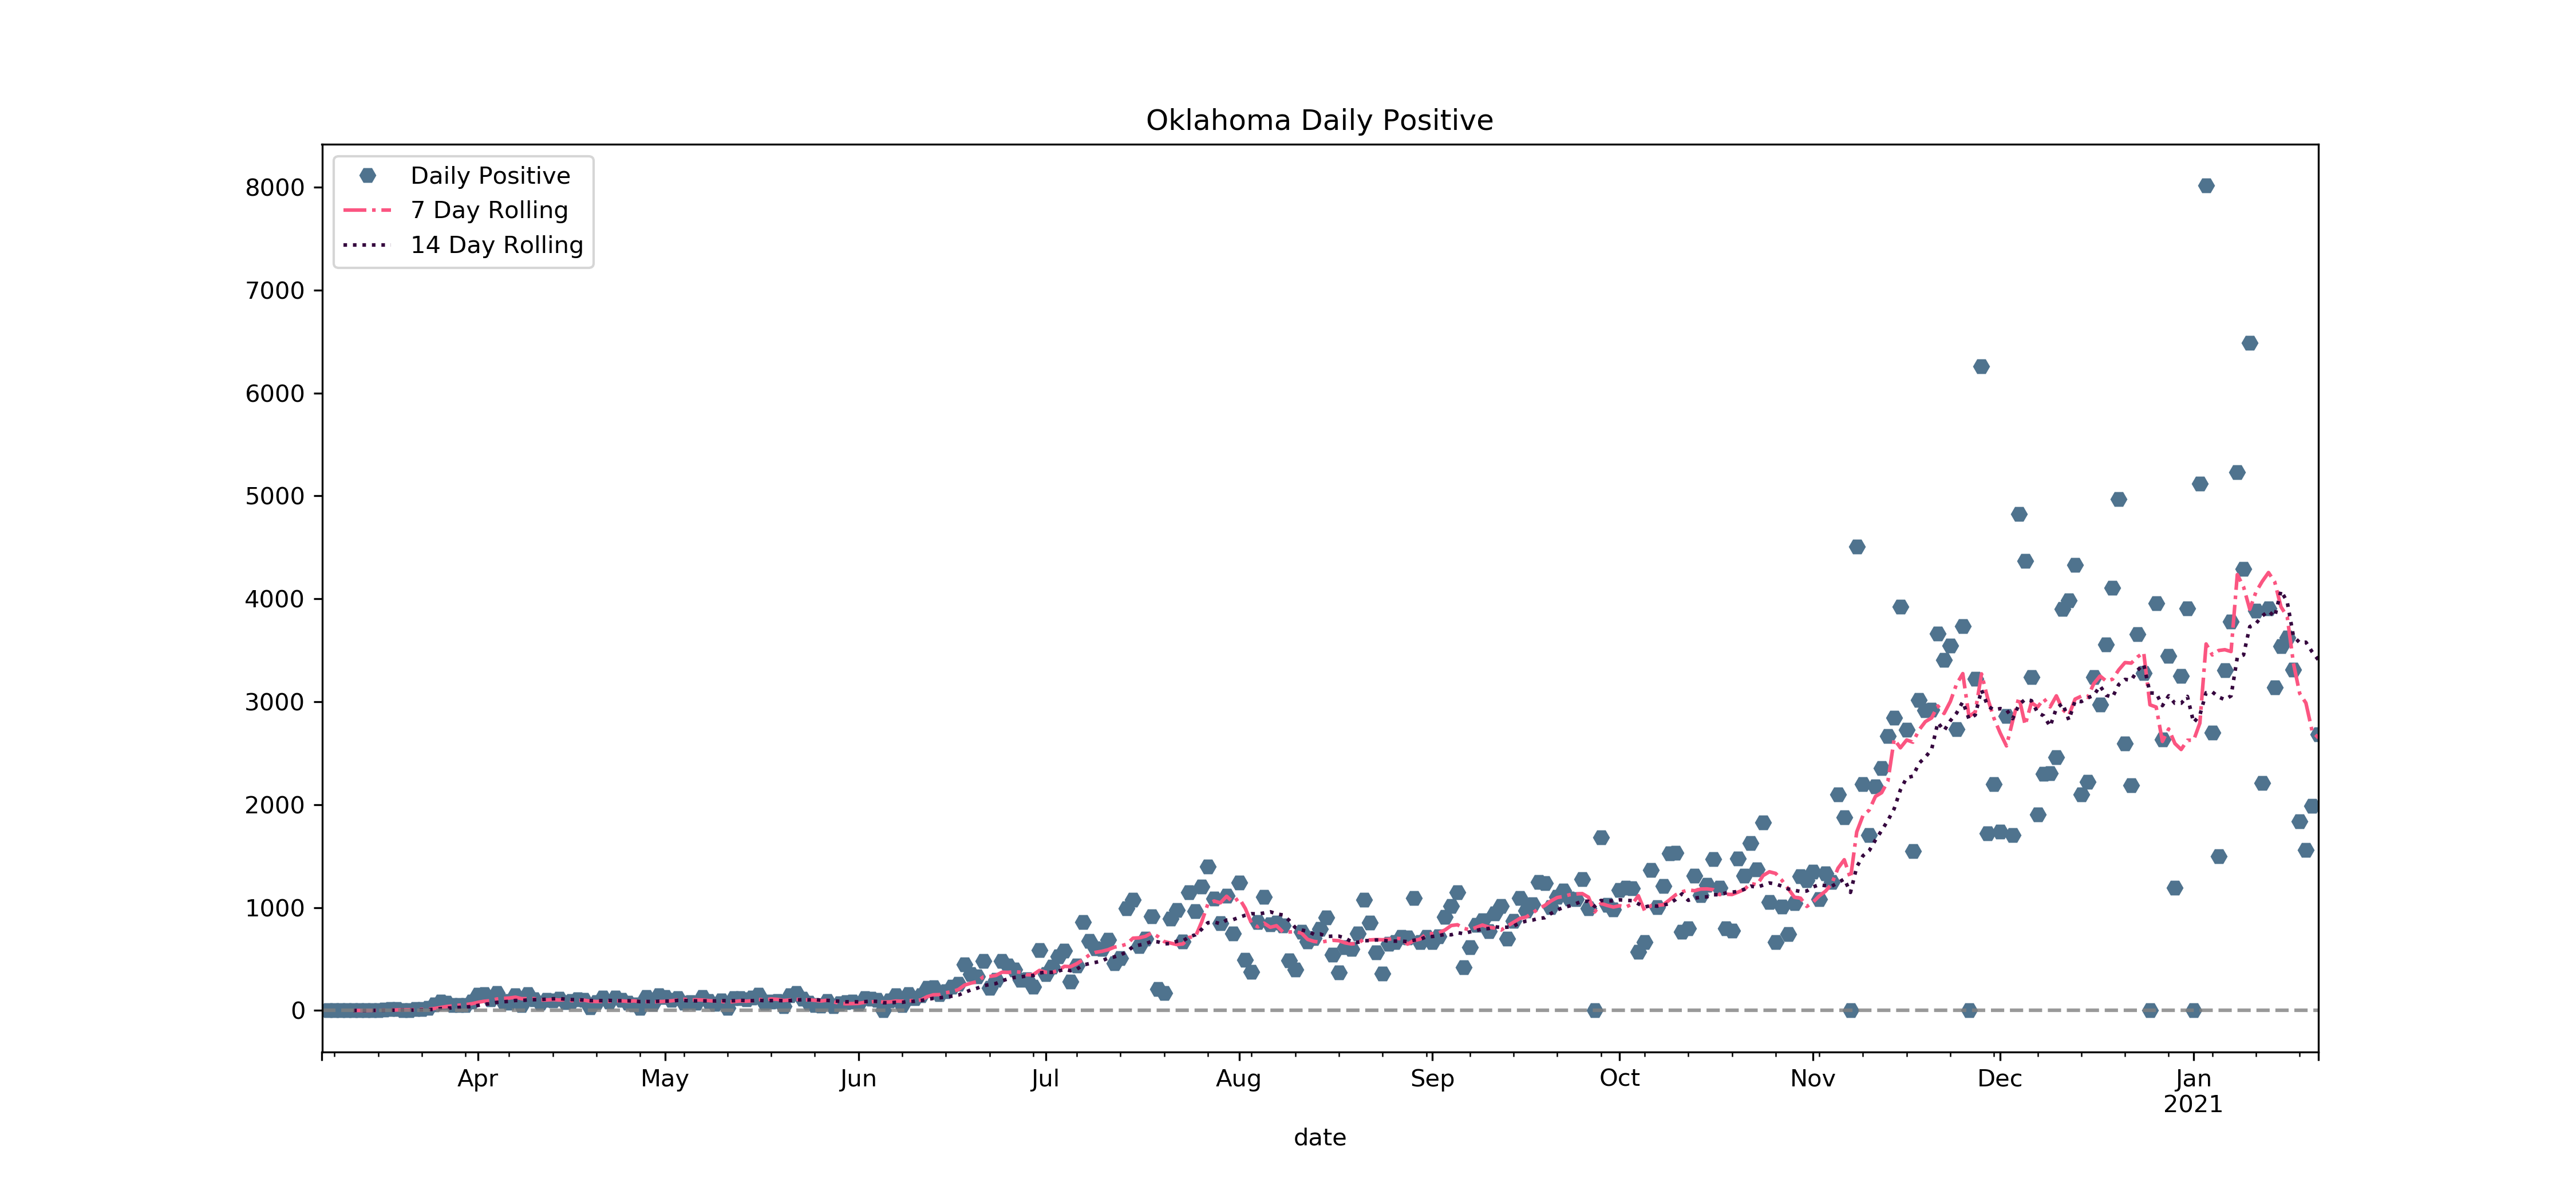 Oklahoma Daily Positive
Daily Positive
7 Day Rolling
14 Day Rolling
8000
7000
6000
5000
4000
3000
2000
1000
0
Apr May Jun Jul Aug Sep Oct Nov Dec Jan
2021
date